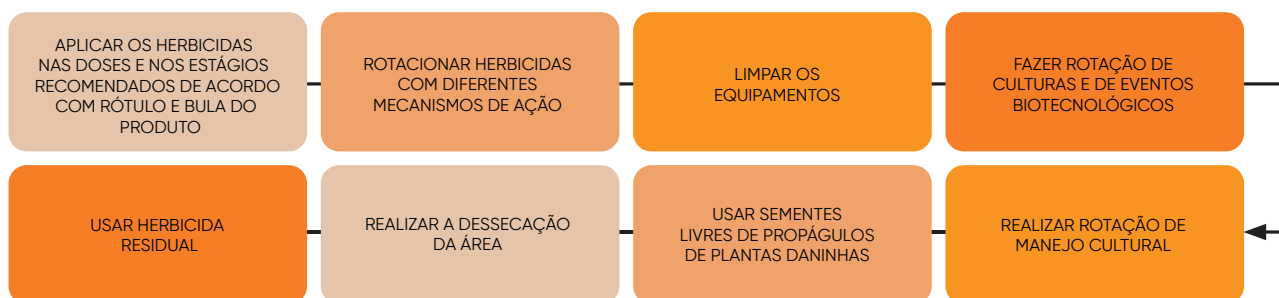 APLICAR OS HERBICIDAS
NAS DOSES E NOS ESTÁGIOS
RECOMENDADOS DE ACORDO
COM RÓTULO E BULA DO
PRODUTO
ROTACIONAR HERBICIDAS
COM DIFERENTES
MECANISMOS DE AÇÃO
LIMPAR OS
EQUIPAMENTOS
FAZER ROTAÇÃO DE
CULTURAS E DE EVENTOS
BIOTECNOLÓGICOS
REALIZAR ROTAÇÃO DE
MANEJO CULTURAL
USAR SEMENTES
LIVRES DE PROPÁGULOS
DE PLANTAS DANINHAS
REALIZAR A DESSECAÇÃO
DA ÁREA
USAR HERBICIDA
RESIDUAL